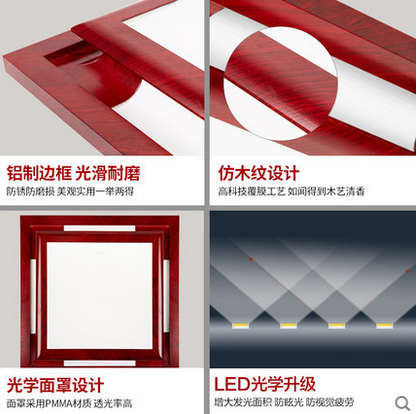 铝制边框 光滑耐磨
防锈防磨损 美观实用一举两得
仿木纹设计
高科技覆膜工艺 如闻得到木艺清香
光学面罩设计
面罩采用PMMA材质 透光率高
LED光学升级
增大发光面积 防眩光 防视觉疲劳